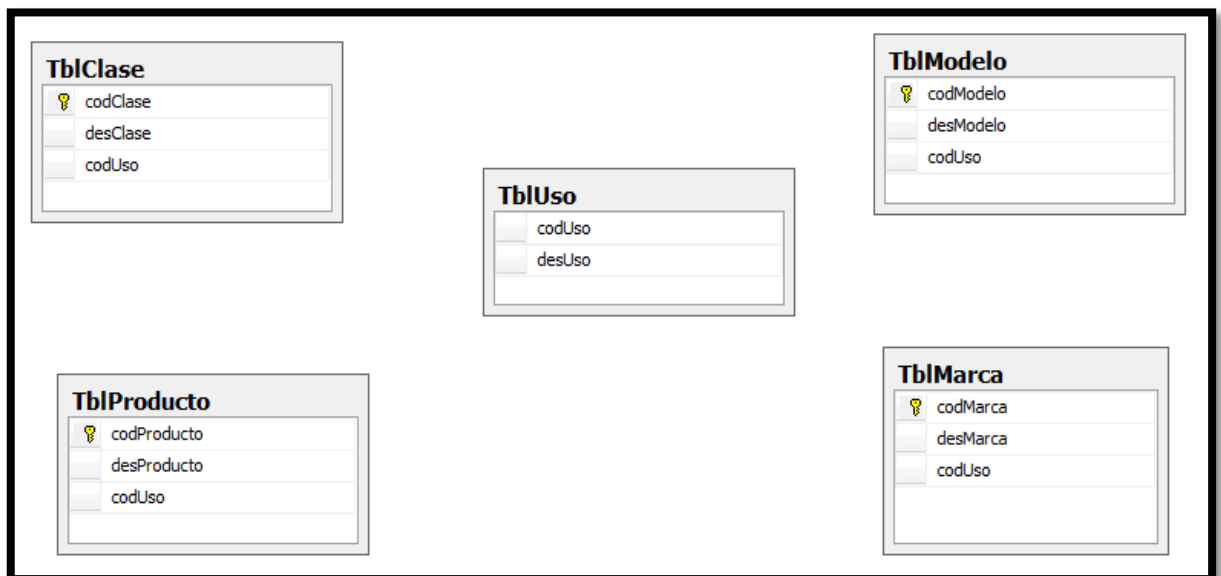 TblClase
codClase
desClase
codUso
TblModelo
codModelo
desModelo
codUso
TblUso
codUso
desUso
TblProducto
codProducto
desProducto
codUso
TblMarca
codMarca
desMarca
codUso